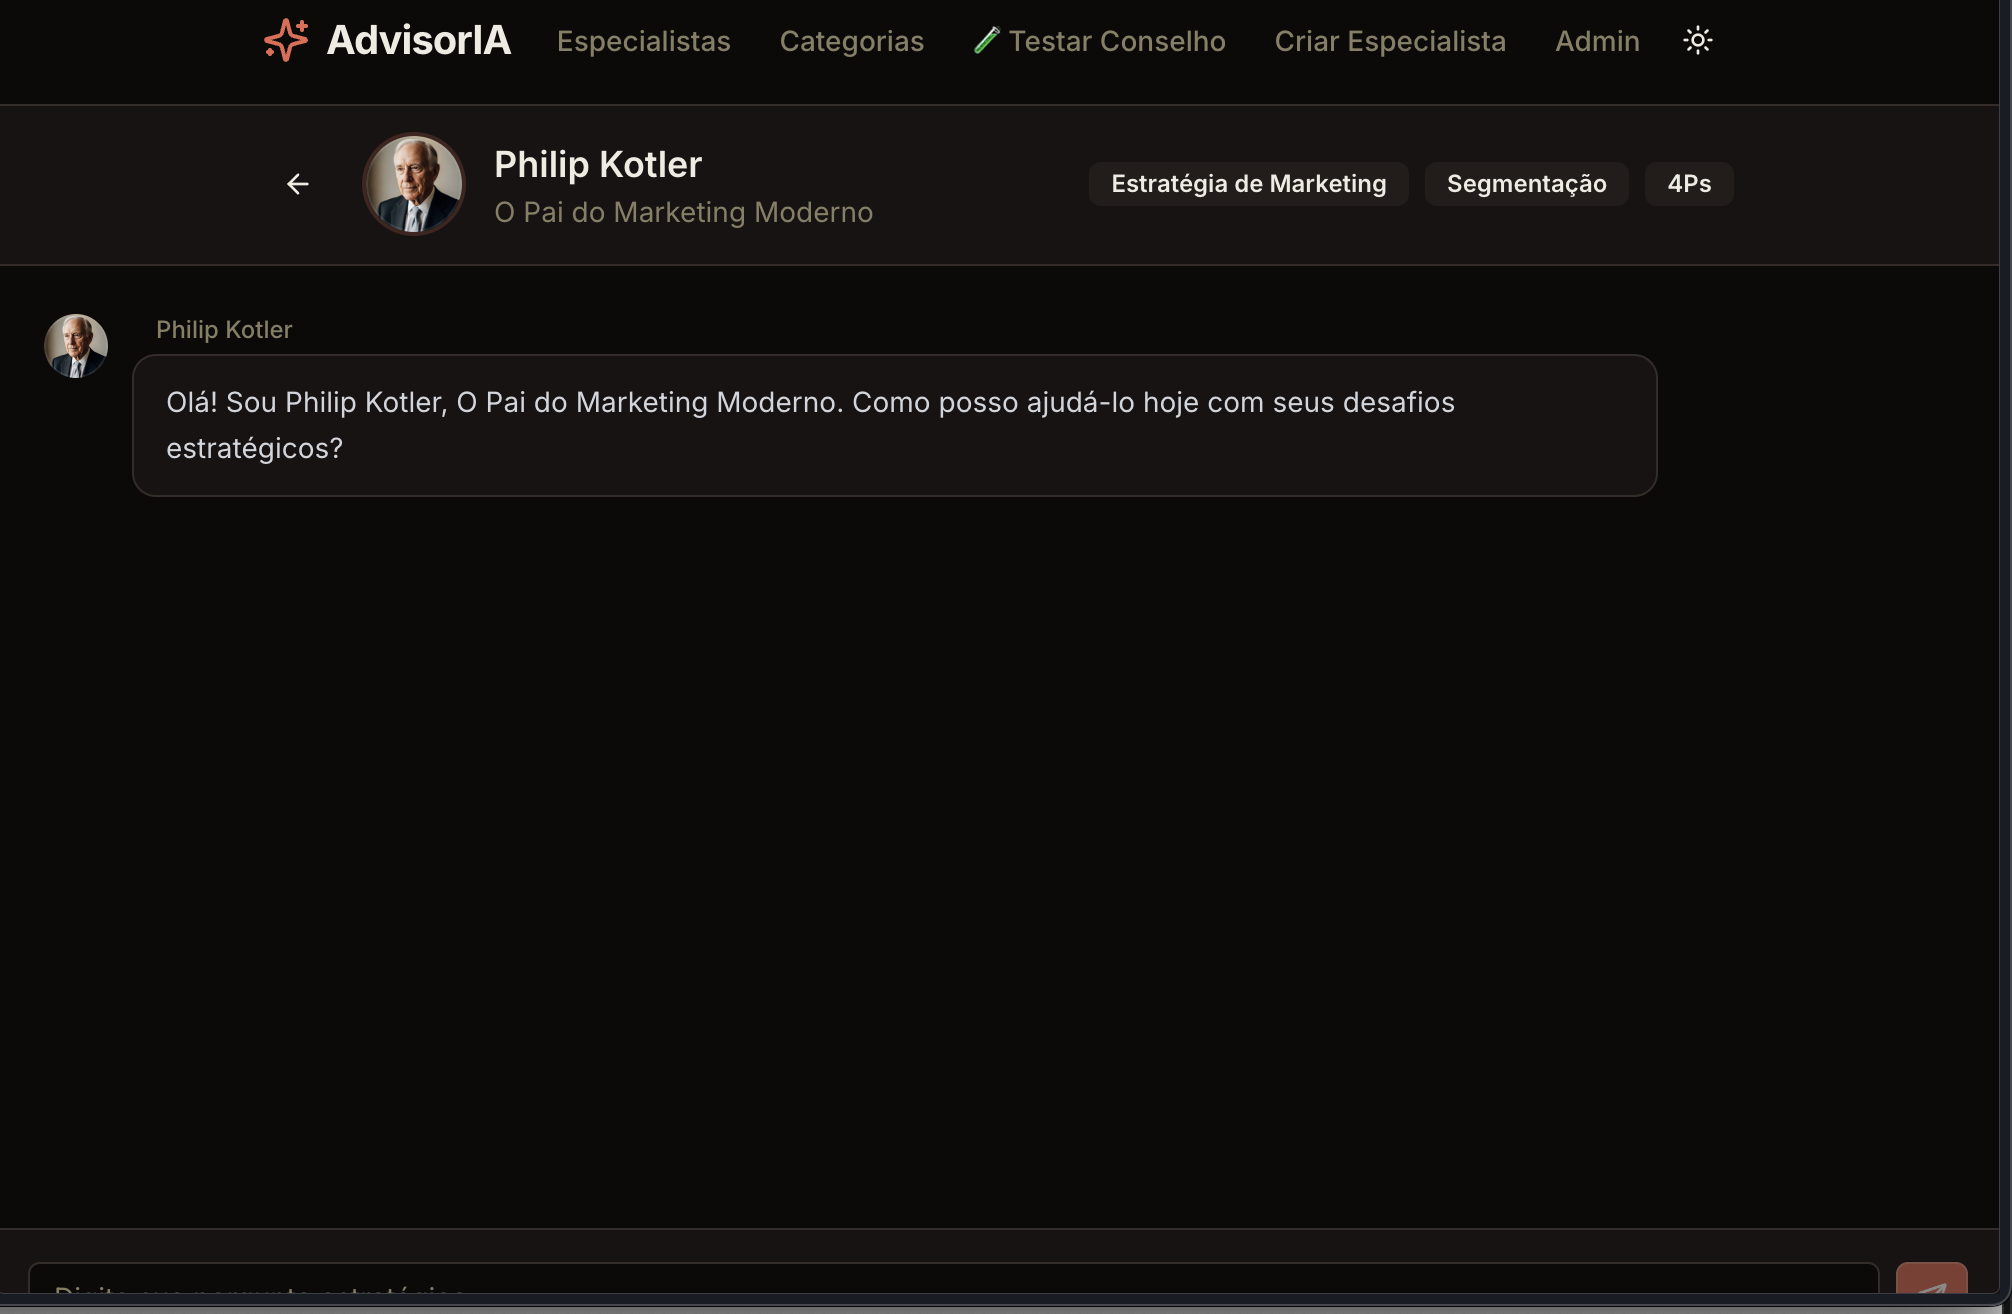 AdvisorIA
Especialistas
Categorias
Testar Conselho
Criar Especialista
Admin
Philip Kotler
O Pai do Marketing Moderno
Estratégia de Marketing
Segmentação
4Ps
Philip Kotler
Olá! Sou Philip Kotler, O Pai do Marketing Moderno. Como posso ajudá-lo hoje com seus desafios
estratégicos?